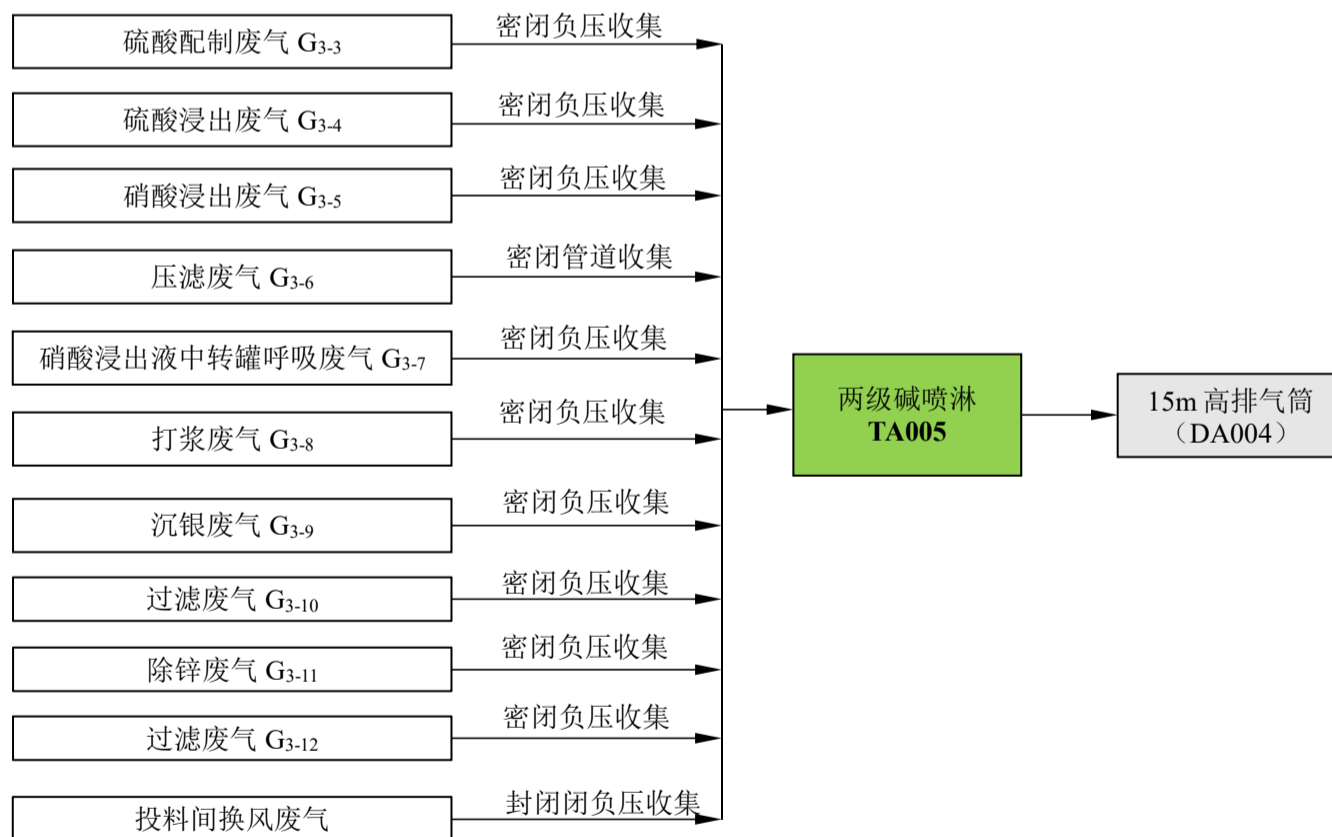 硫酸配制废气 G3-3
密闭负压收集
硫酸浸出废气 G3-4
密闭负压收集
硝酸浸出废气 G3-5
密闭负压收集
压滤废气 G3-6
密闭管道收集
硝酸浸出液中转罐呼吸废气 G3-7
密闭负压收集
打浆废气 G3-8
密闭负压收集
沉银废气 G3-9
密闭负压收集
过滤废气 G3-10
密闭负压收集
除锌废气 G3-11
密闭负压收集
过滤废气 G3-12
密闭负压收集
投料间换风废气
封闭闭负压收集
两级碱喷淋
TA005
15m 高排气筒
（DA004）